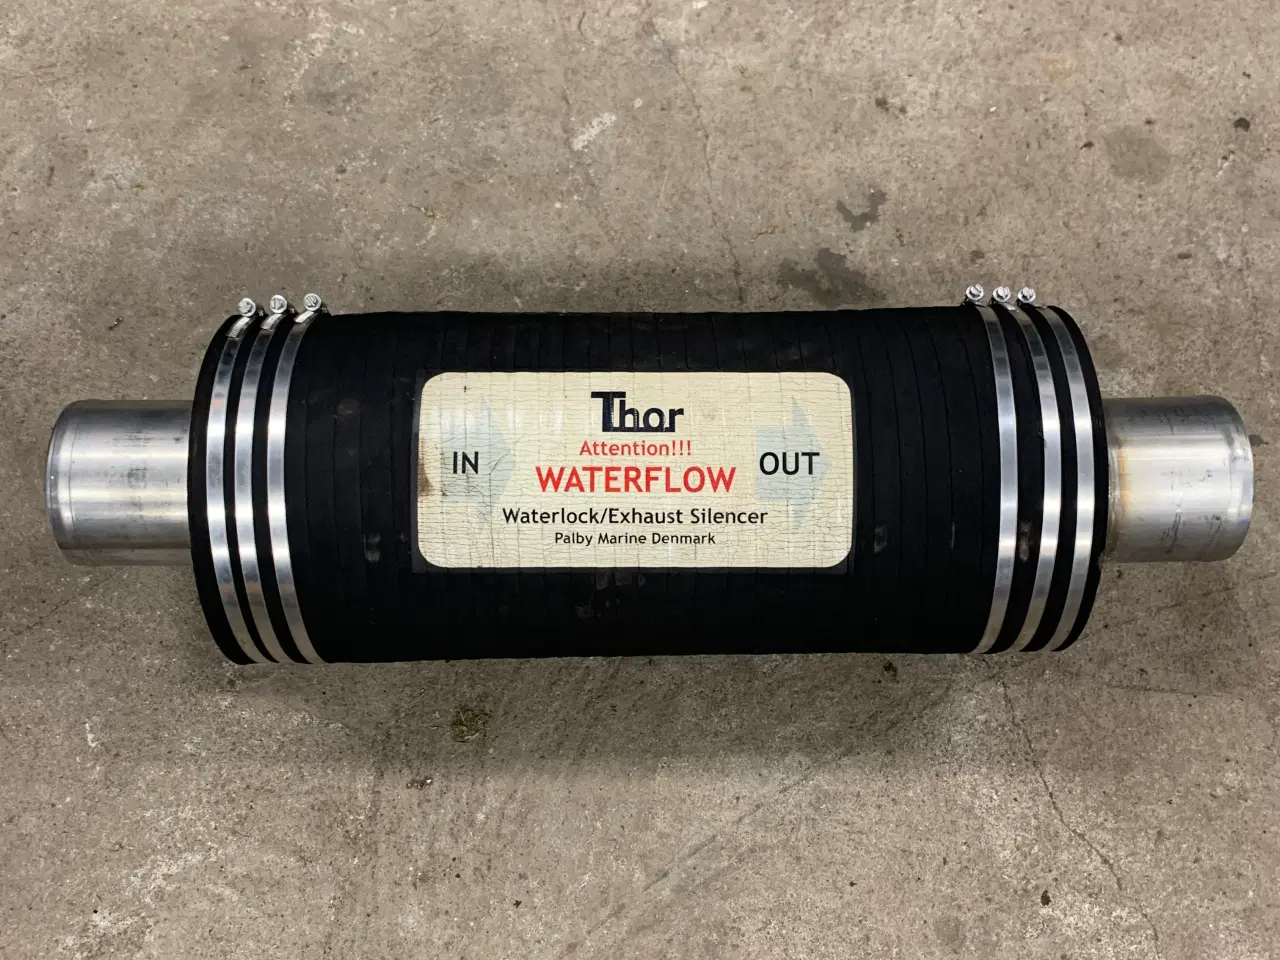 Thor
Attention!!!
IN
WATERFLOW
OUT
Waterlock/Exhaust Silencer
Palby Marine Denmark